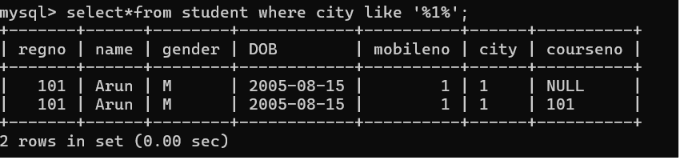 mysql> select*from student where city like '%1%';
+-------+------+--------+------------+----------+------+----------+
| regno | name | gender | DOB        | mobileno | city | courseno |
+-------+------+--------+------------+----------+------+----------+
|   101 | Arun | M      | 2005-08-15 |        1 | 1    | NULL     |
|   101 | Arun | M      | 2005-08-15 |        1 | 1    | 101      |
+-------+------+--------+------------+----------+------+----------+
2 rows in set (0.00 sec)